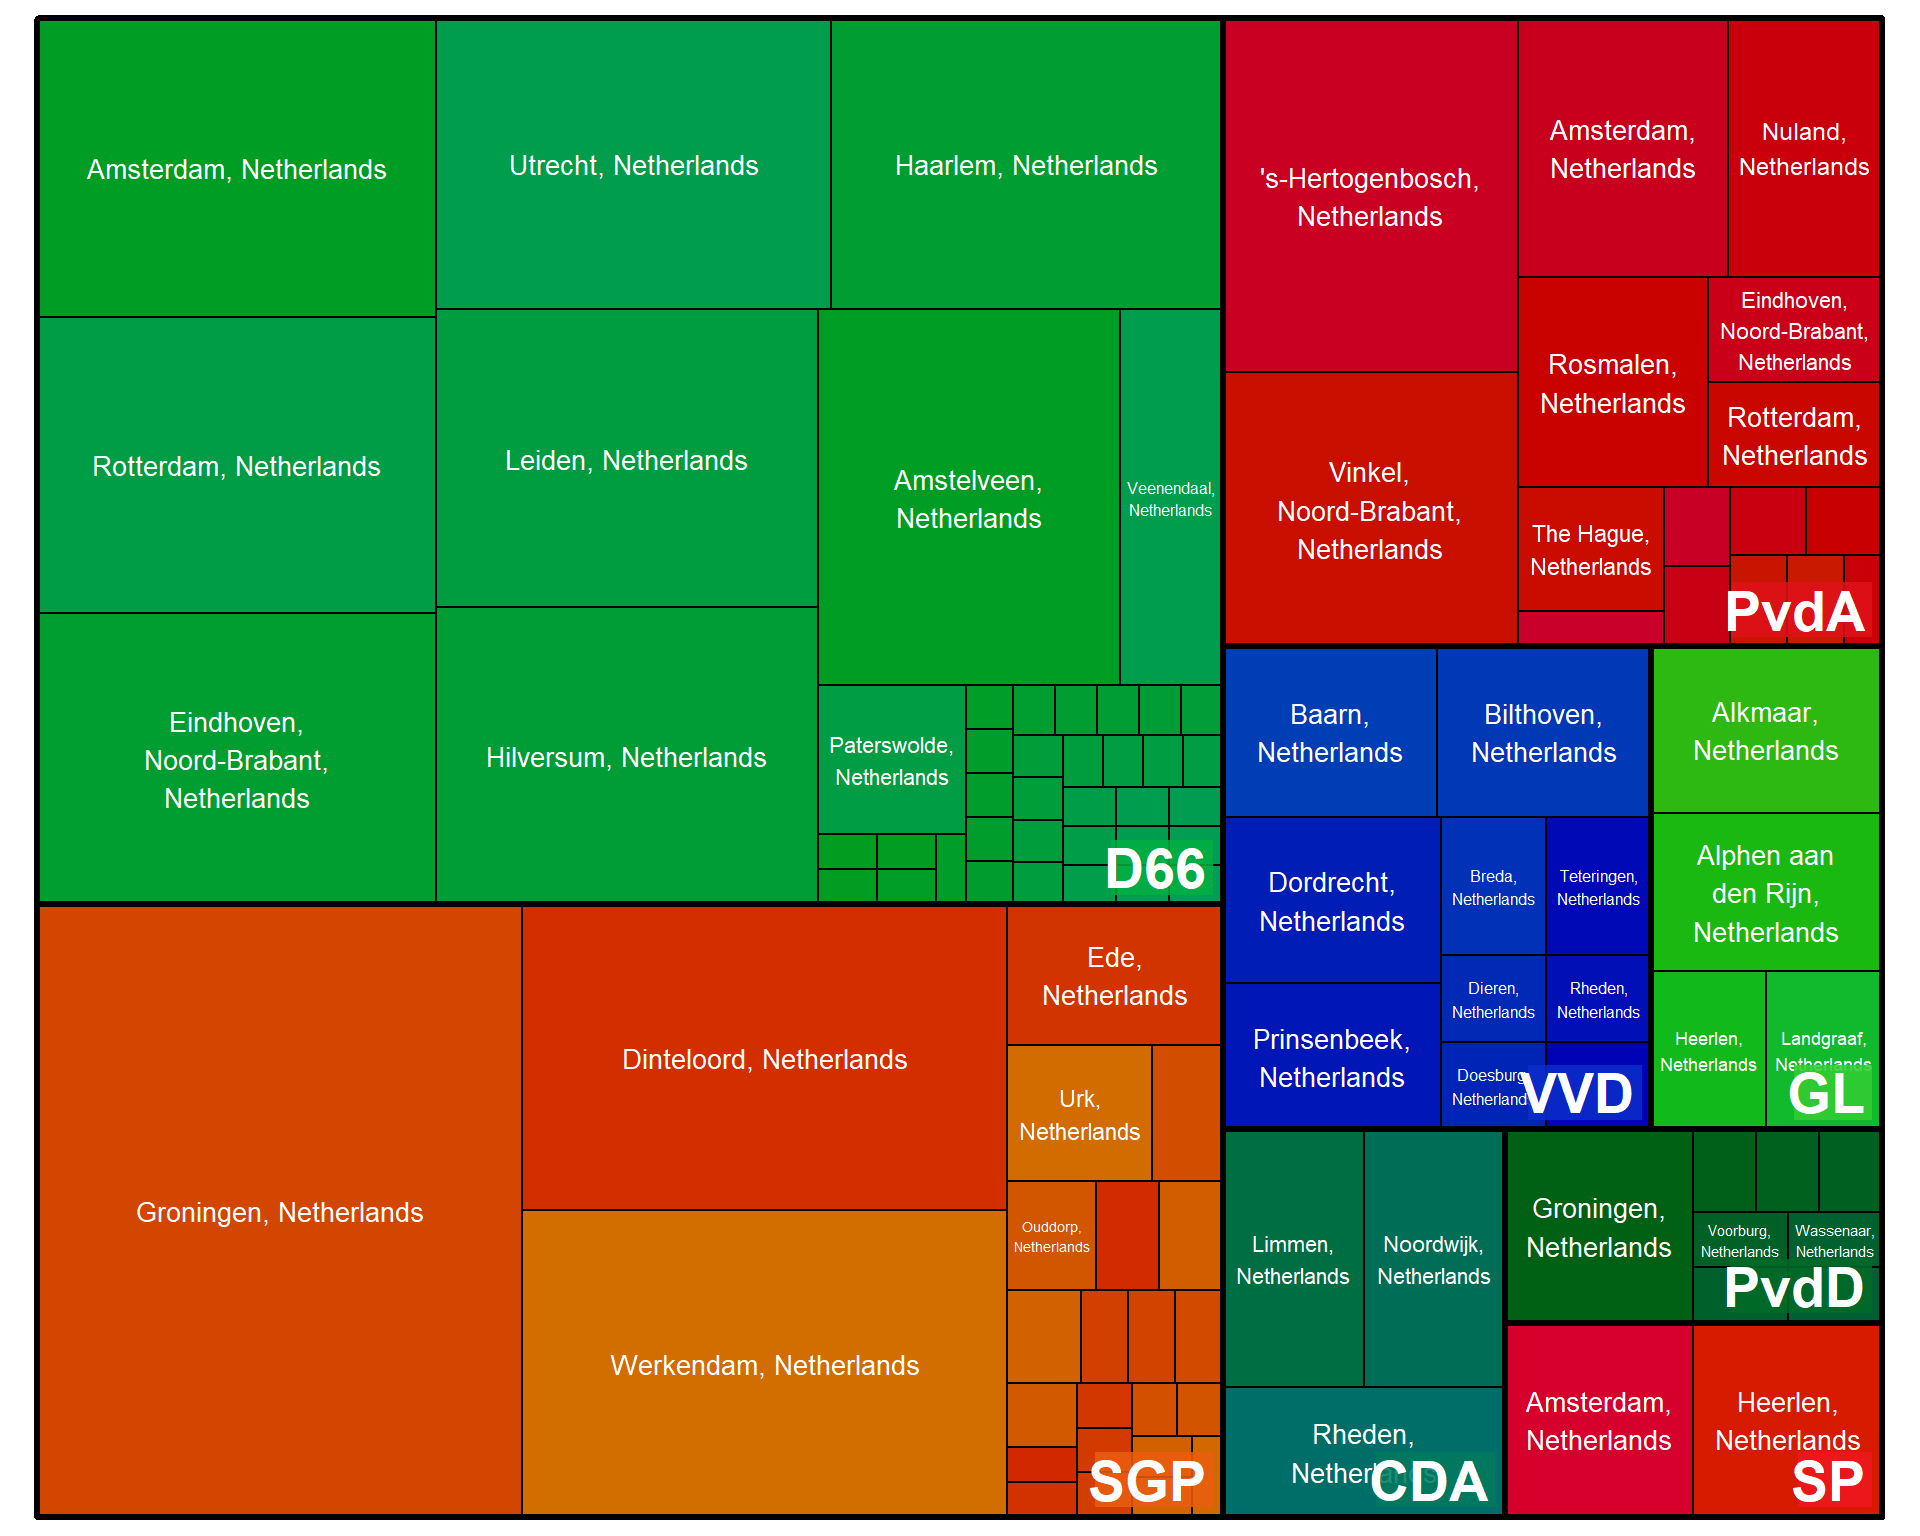 Amsterdam, Netherlands
Utrecht, Netherlands
Haarlem, Netherlands
Rotterdam, Netherlands
Leiden, Netherlands
Amstelveen,
Netherlands
Veenendaal,
Netherlands
Eindhoven,
Noord-Brabant,
Netherlands
Hilversum, Netherlands
Paterswolde,
Netherlands
D66
's-Hertogenbosch,
Netherlands
Amsterdam,
Netherlands
Nuland,
Netherlands
Vinkel,
Noord-Brabant,
Netherlands
Rosmalen,
Netherlands
Eindhoven,
Noord-Brabant,
Netherlands
Rotterdam,
Netherlands
The Hague,
Netherlands
PvdA
Groningen, Netherlands
Dinteloord, Netherlands
Werkendam, Netherlands
Ede,
Netherlands
Urk,
Netherlands
Ouddorp,
Netherlands
SGP
Baarn,
Netherlands
Bilthoven,
Netherlands
Dordrecht,
Netherlands
Prinsenbeek,
Netherlands
Breda,
Netherlands
Teteringen,
Netherlands
Dieren,
Netherlands
Rheden,
Netherlands
Doesburg
Netherland
VVD
Alkmaar,
Netherlands
Alphen aan
den Rijn,
Netherlands
Heerlen,
Netherlands
Landgraaf,
Netherlands
GL
Limmen,
Netherlands
Noordwijk,
Netherlands
Rheden,
Netherlands
CDA
Groningen,
Netherlands
Voorburg,
Netherlands
Wassenaar,
Netherlands
PvdD
Amsterdam,
Netherlands
Heerlen,
Netherlands
SP